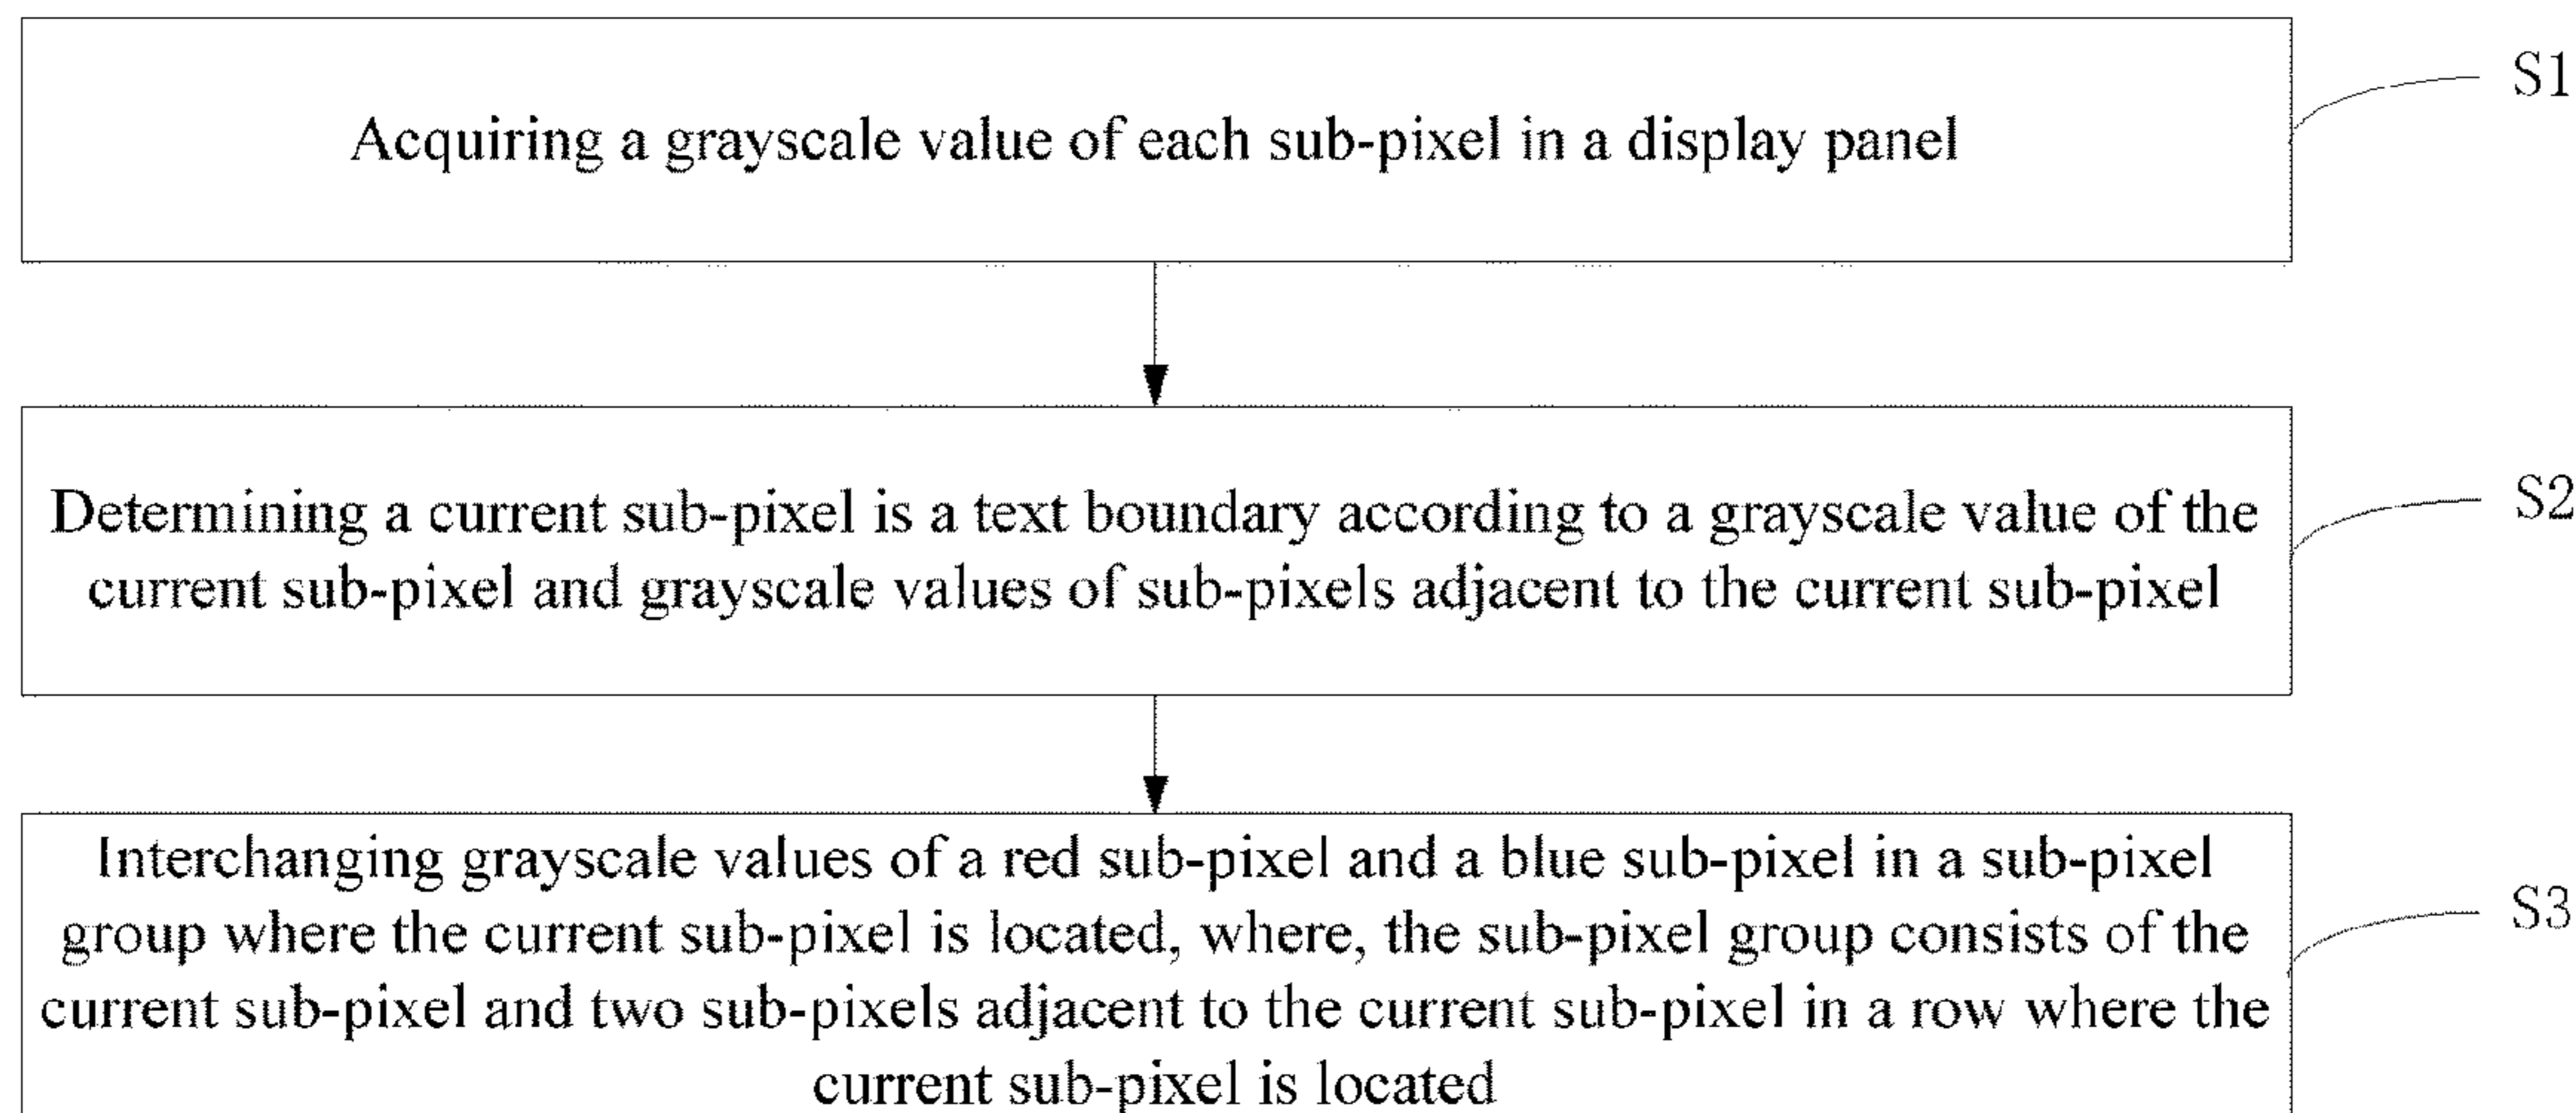 Acquiring a grayscale value of each sub-pixel in a display panel
S1
Determining a current sub-pixel is a text boundary according to a grayscale value of the
current sub-pixel and grayscale values of sub-pixels adjacent to the current sub-pixel
S2
Interchanging grayscale values of a red sub-pixel and a blue sub-pixel in a sub-pixel
group where the current sub-pixel is located, where, the sub-pixel group consists of the
current sub-pixel and two sub-pixels adjacent to the current sub-pixel in a row where the
current sub-pixel is located
S3